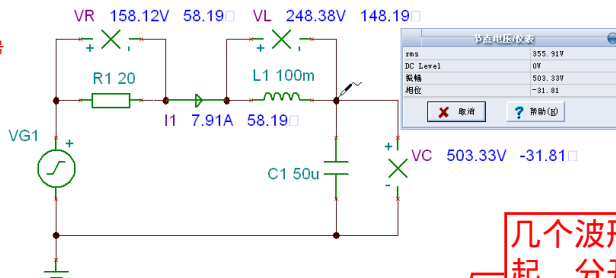 VR 158.12V 58.19□
VL 248.38V 148.19□
号
R1 20
L1 100m
I1 7.91A 58.19□
VG1
+
+ -
+ -
C1 50u
+
-
VC 503.33V -31.81□
节点电压/仪表
rms 355.91V
DC Level 0V
振幅 503.33V
相位 -31.81
取消
? 帮助(H)
几个波形
起 分开